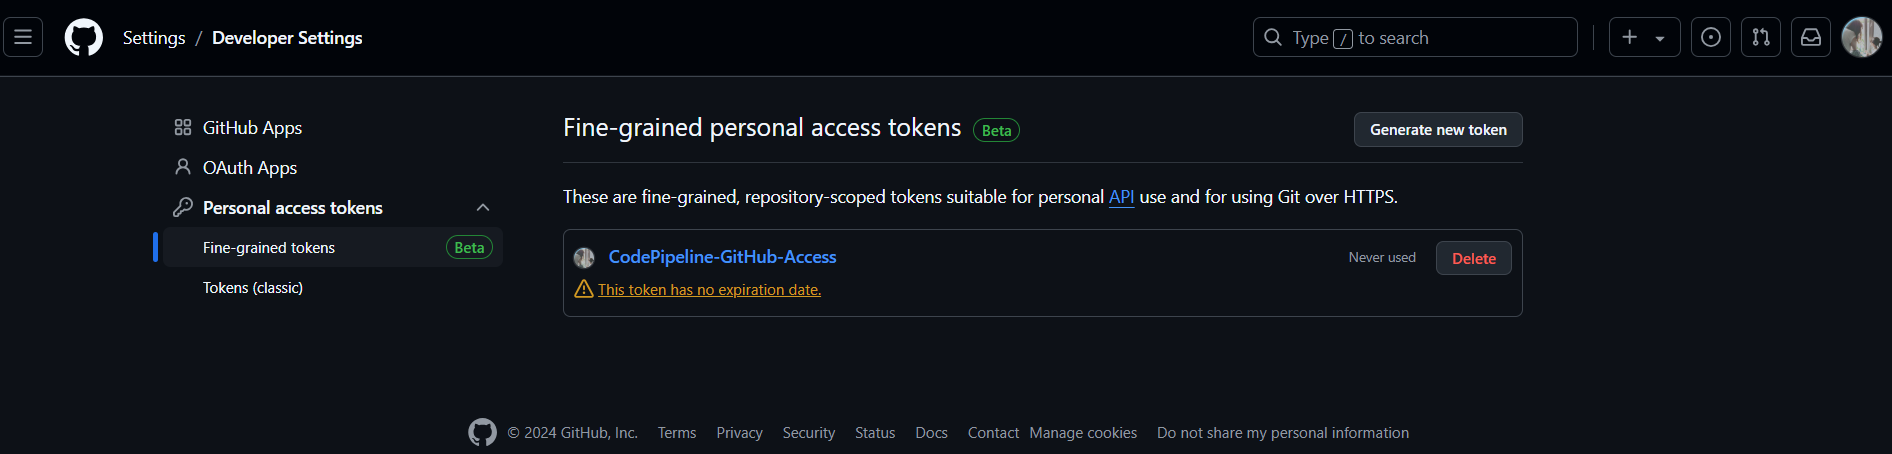 Settings / Developer Settings
Type / to search
GitHub Apps
OAuth Apps
Personal access tokens
Fine-grained tokens Beta
Tokens (classic)
Fine-grained personal access tokens Beta
Generate new token
These are fine-grained, repository-scoped tokens suitable for personal API use and for using Git over HTTPS.
CodePipeline-GitHub-Access
Never used
Delete
This token has no expiration date.
© 2024 GitHub, Inc. Terms Privacy Security Status Docs Contact Manage cookies Do not share my personal information